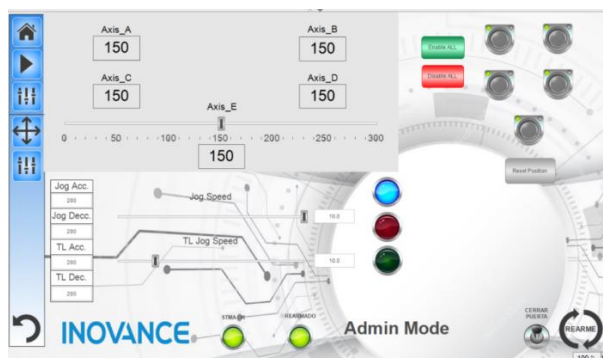 Axis_A
150
Axis_B
150
Axis_C
150
Axis_D
150
Axis_E
0 50 100 150 200 250 300
150
Enable ALL
Disable ALL
Reset Position
Jog Acc.
200
Jog Decc.
200
TL Acc.
200
TL Dec.
200
Jog Speed
10.0
TL Jog Speed
10.0
INOVANCE
REARMADO
Admin Mode
CERRAR
PUERTA
REARME
100 %